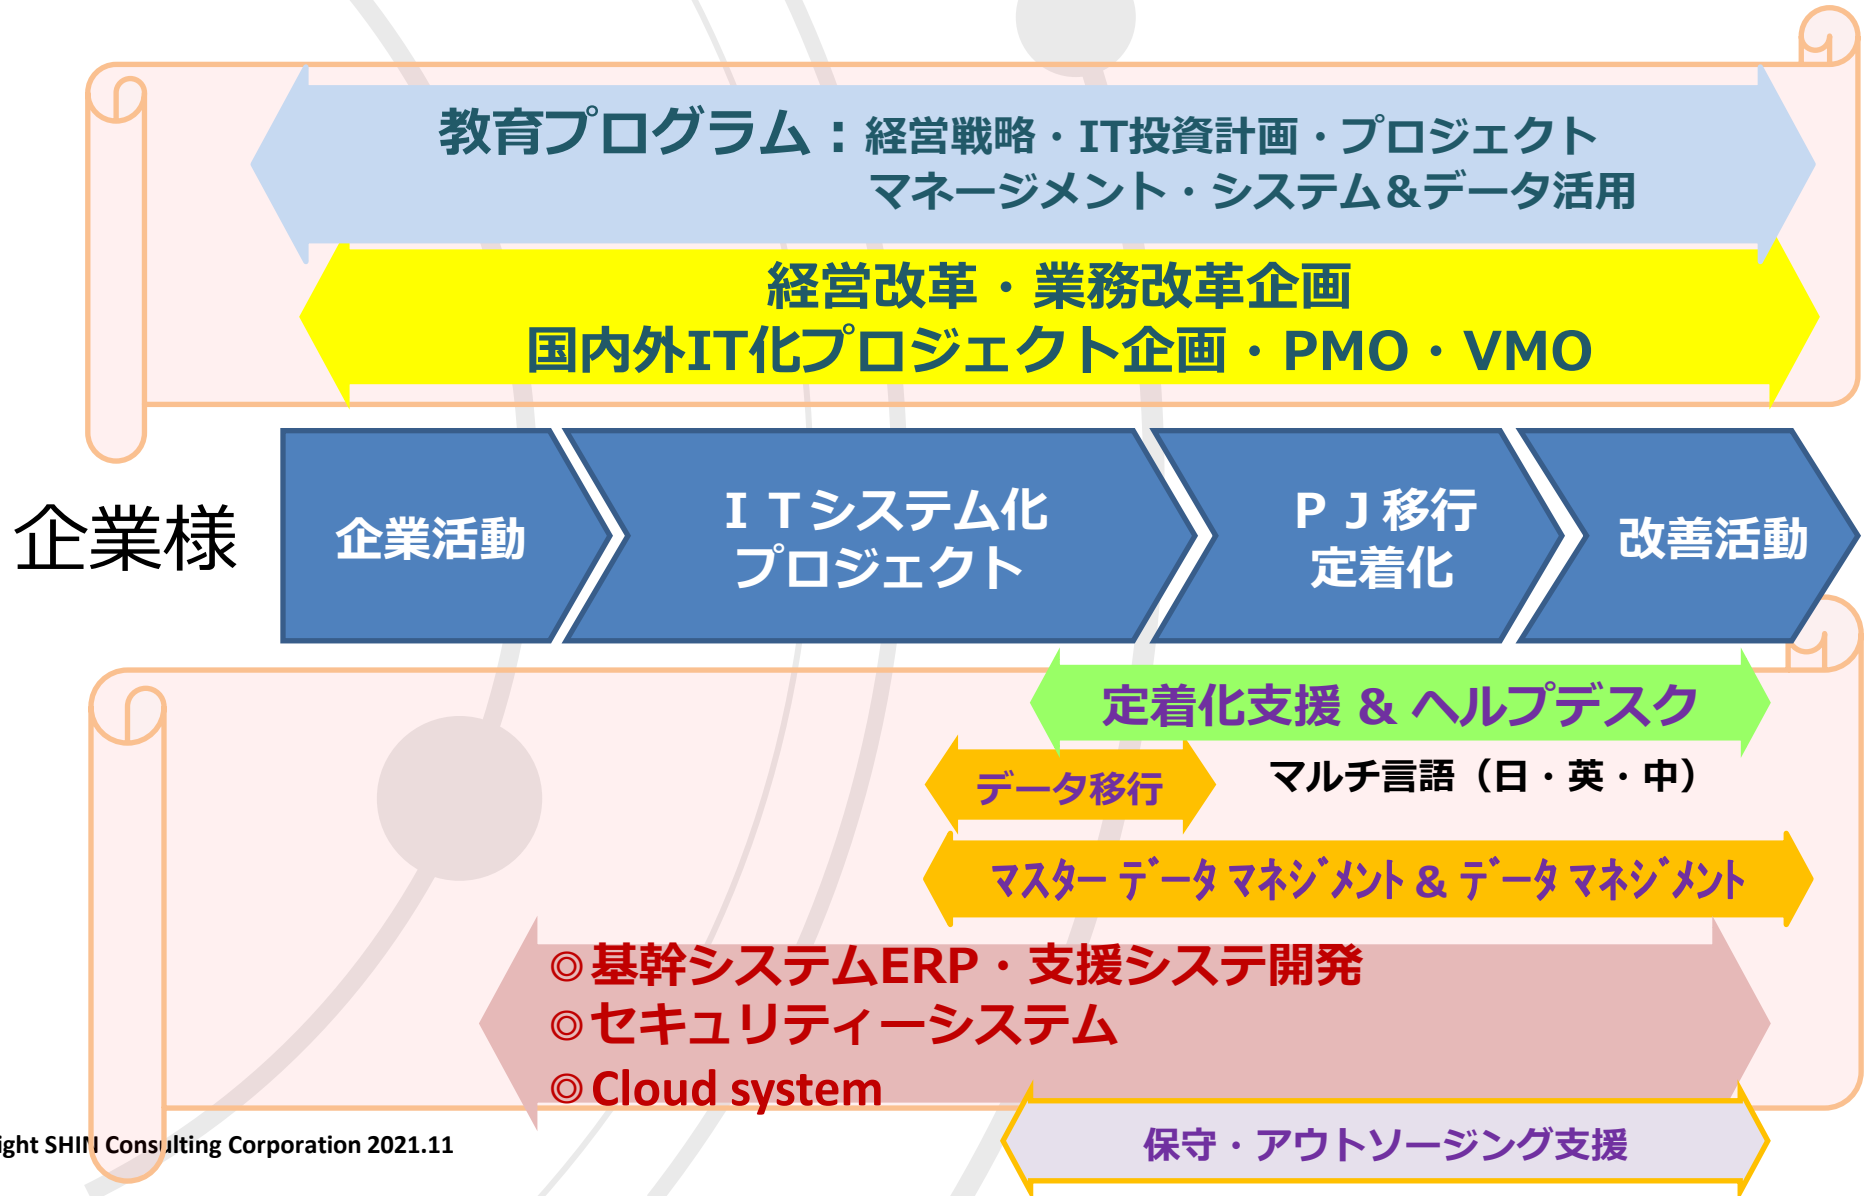 教育プログラム：経営戦略・IT投資計画・プロジェクト
マネージメント・システム＆データ活用
経営改革・業務改革企画
国内外IT化プロジェクト企画・PMO・VMO
企業様
企業活動
ＩＴシステム化
プロジェクト
ＰＪ移行
定着化
改善活動
定着化支援 & ヘルプデスク
データ移行
マルチ言語（日・英・中）
ﾏｽﾀｰ ﾃﾞｰﾀ ﾏﾈｼﾞﾒﾝﾄ & ﾃﾞｰﾀ ﾏﾈｼﾞﾒﾝﾄ
◎基幹システムERP・支援システ開発
◎セキュリティーシステム
◎Cloud system
保守・アウトソージング支援
ight SHIN Consulting Corporation 2021.11